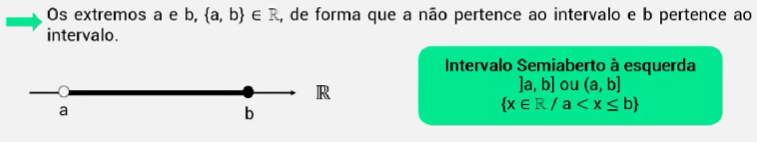 Os extremos a e b, {a, b} ∈ ℝ, de forma que a não pertence ao intervalo e b pertence ao
intervalo.
Intervalo Semiaberto à esquerda
]a, b] ou (a, b]
{x ∈ ℝ / a < x ≤ b}
ℝ
a
b